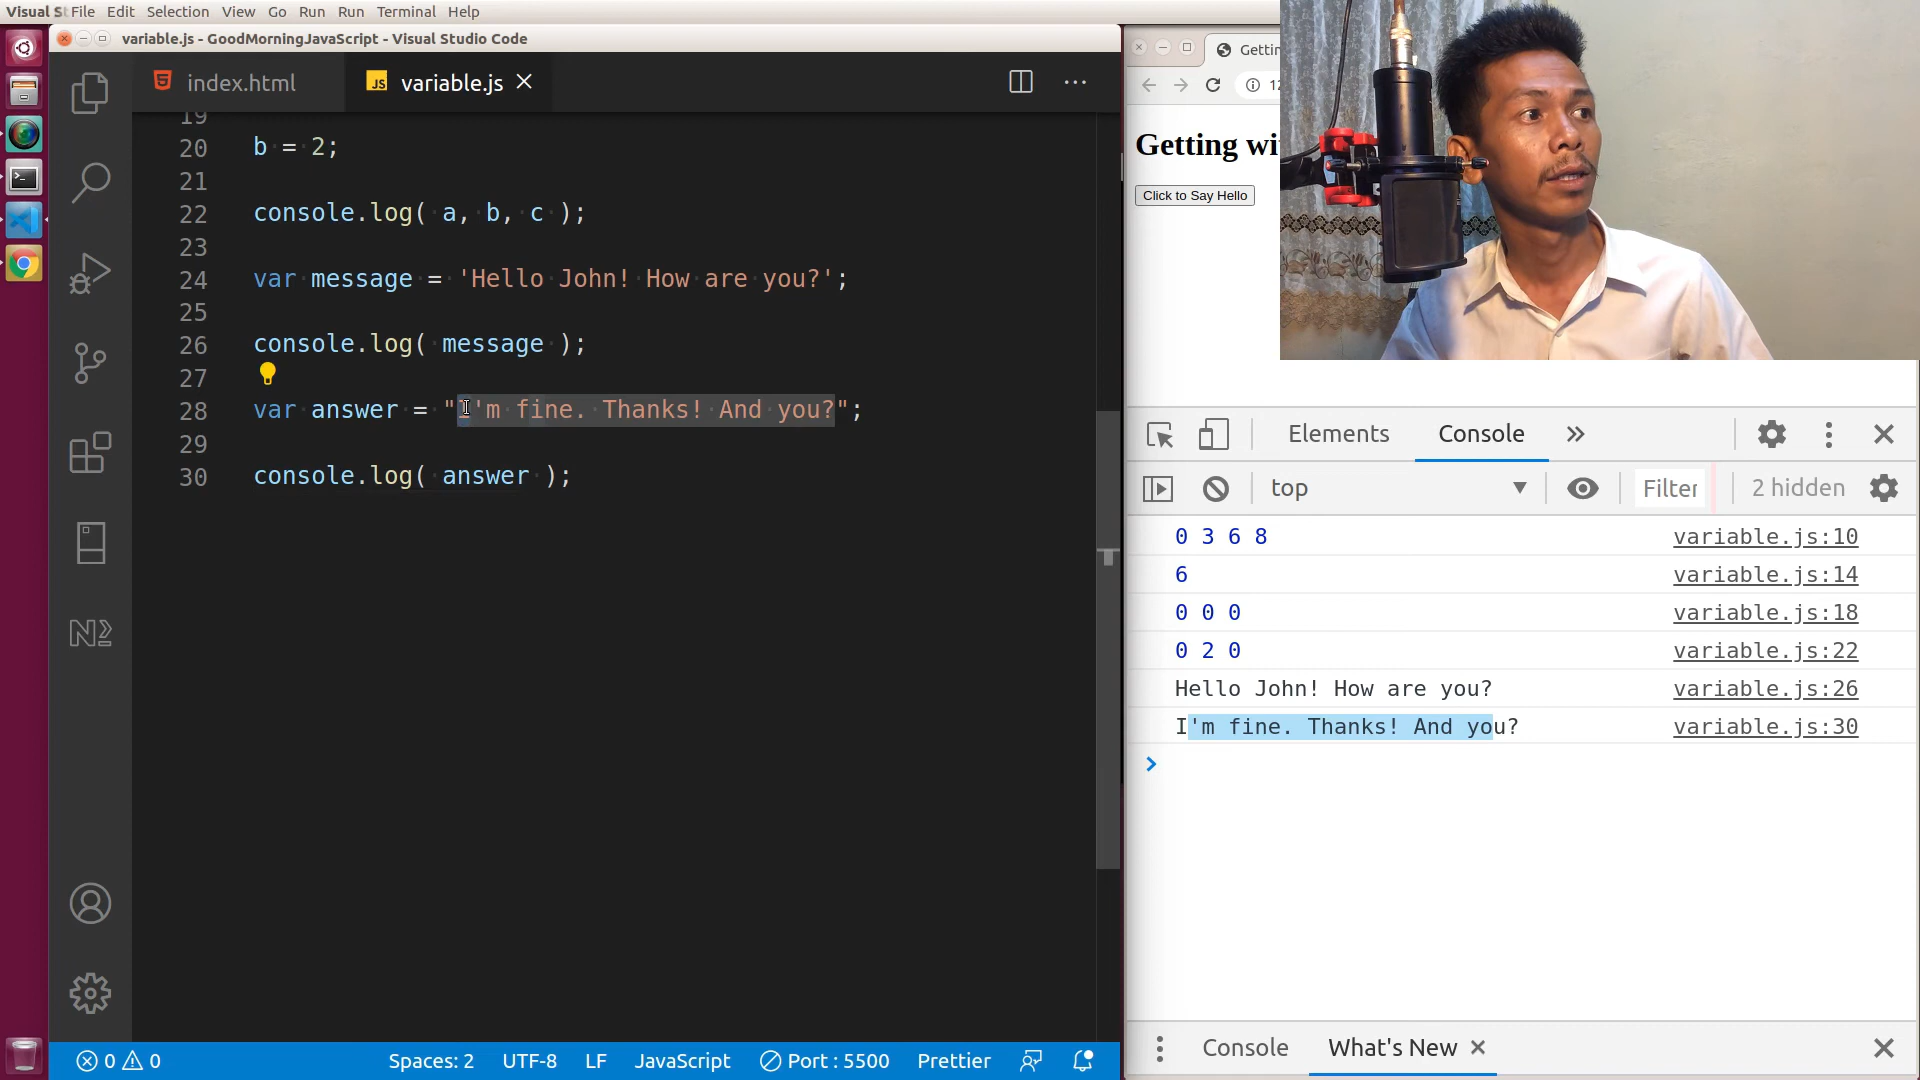 Visual St File Edit Selection View Go Run Run Terminal Help
variable.js - GoodMorningJavaScript - Visual Studio Code
index.html
variable.js
19
20 b = 2;
21
22 console.log( a, b, c );
23
24 var message = 'Hello John! How are you?';
25
26 console.log( message );
27
28 var answer = "I'm fine. Thanks! And you?";
29
30 console.log( answer );
0 0
Spaces: 2 UTF-8 LF JavaScript Port : 5500 Prettier
Getting wi
Click to Say Hello
Elements Console
top Filter 2 hidden
0 3 6 8 variable.js:10
6 variable.js:14
0 0 0 variable.js:18
0 2 0 variable.js:22
Hello John! How are you? variable.js:26
I'm fine. Thanks! And you? variable.js:30
Console What's New